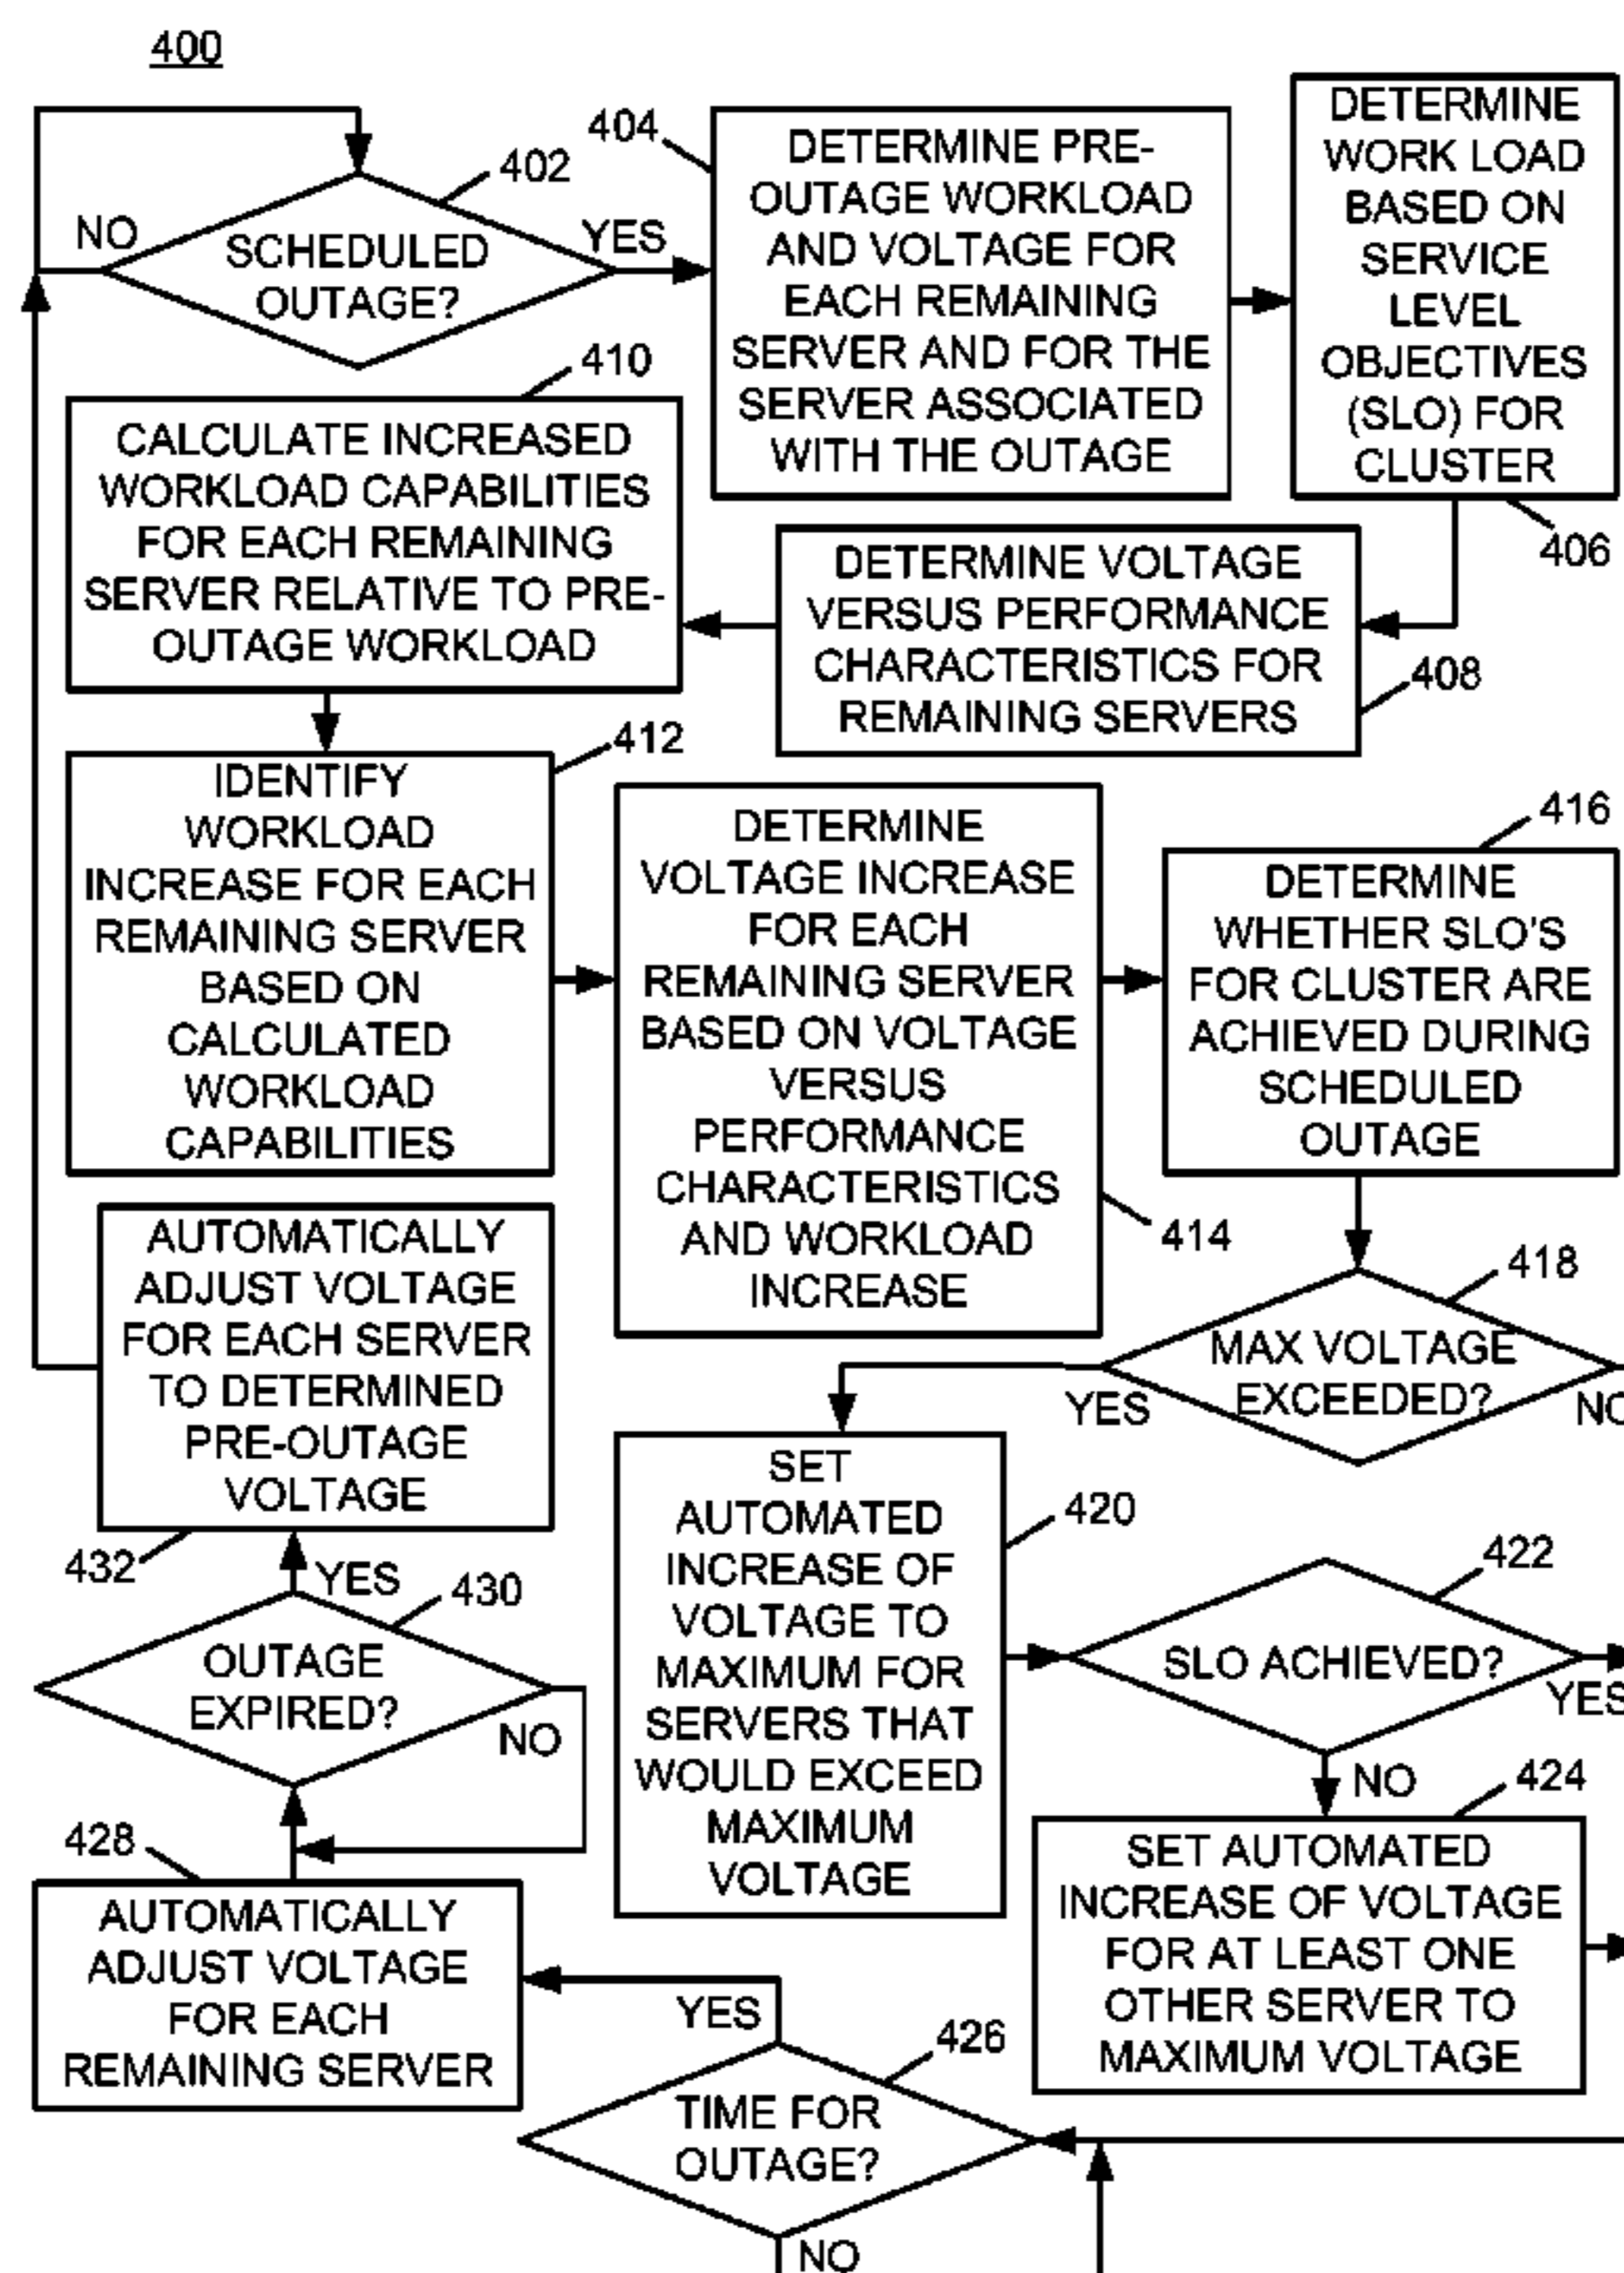 400
402
SCHEDULED
OUTAGE?
NO
YES
404
DETERMINE PRE-
OUTAGE WORKLOAD
AND VOLTAGE FOR
EACH REMAINING
SERVER AND FOR THE
SERVER ASSOCIATED
WITH THE OUTAGE
DETERMINE
WORK LOAD
BASED ON
SERVICE
LEVEL
OBJECTIVES
(SLO) FOR
CLUSTER
406
DETERMINE VOLTAGE
VERSUS PERFORMANCE
CHARACTERISTICS FOR
REMAINING SERVERS
408
410
CALCULATE INCREASED
WORKLOAD CAPABILITIES
FOR EACH REMAINING
SERVER RELATIVE TO PRE-
OUTAGE WORKLOAD
412
IDENTIFY
WORKLOAD
INCREASE FOR EACH
REMAINING SERVER
BASED ON
CALCULATED
WORKLOAD
CAPABILITIES
DETERMINE
VOLTAGE INCREASE
FOR EACH
REMAINING SERVER
BASED ON VOLTAGE
VERSUS
PERFORMANCE
CHARACTERISTICS
AND WORKLOAD
INCREASE
414
416
DETERMINE
WHETHER SLO'S
FOR CLUSTER ARE
ACHIEVED DURING
SCHEDULED
OUTAGE
418
MAX VOLTAGE
EXCEEDED?
YES
NO
SET
AUTOMATED
INCREASE OF
VOLTAGE TO
MAXIMUM FOR
SERVERS THAT
WOULD EXCEED
MAXIMUM
VOLTAGE
420
422
SLO ACHIEVED?
YES
NO
424
SET AUTOMATED
INCREASE OF VOLTAGE
FOR AT LEAST ONE
OTHER SERVER TO
MAXIMUM VOLTAGE
426
TIME FOR
OUTAGE?
YES
NO
428
AUTOMATICALLY
ADJUST VOLTAGE
FOR EACH
REMAINING SERVER
430
OUTAGE
EXPIRED?
NO
YES
432
AUTOMATICALLY
ADJUST VOLTAGE
FOR EACH SERVER
TO DETERMINED
PRE-OUTAGE
VOLTAGE